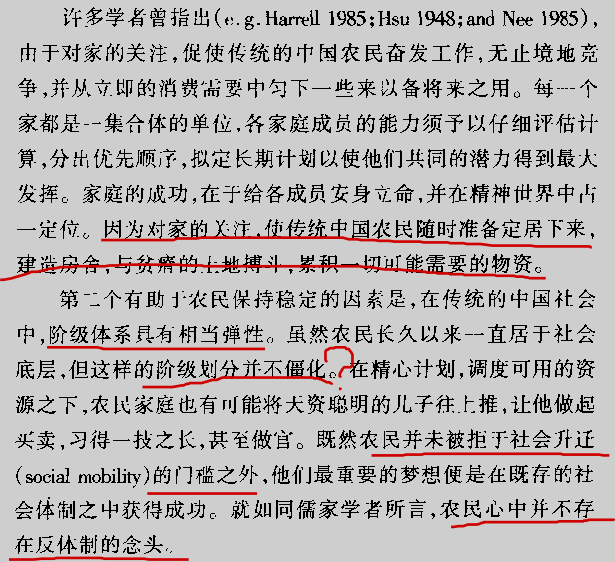 许多学者曾指出(e.g. Harrell 1985;Hsu 1948;and Nee 1985),
由于对家的关注,促使传统的中国农民奋发工作,无止境地竞
争,并从立即的消费需要中匀下一些来以备将来之用。每一个
家都是一集合体的单位,各家庭成员的能力须予以仔细评估计
算,分出优先顺序,拟定长期计划以使他们共同的潜力得到最大
发挥。家庭的成功,在于给各成员安身立命,并在精神世界中占
一定位。因为对家的关注,使传统中国农民随时准备定居下来,
建造房舍,与贫瘠的土地搏斗,累积一切可能需要的物资。
第二个有助于农民保持稳定的因素是,在传统的中国社会
中,阶级体系具有相当弹性。虽然农民长久以来一直居于社会
底层,但这样的阶级划分并不僵化。?在精心计划,调度可用的资
源之下,农民家庭也有可能将天资聪明的儿子往上推,让他做起
买卖,习得一技之长,甚至做官。既然农民并未被拒于社会升迁
(social mobility)的门槛之外,他们最重要的梦想便是在既存的社
会体制之中获得成功。就如同儒家学者所言,农民心中并不存
在反体制的念头。